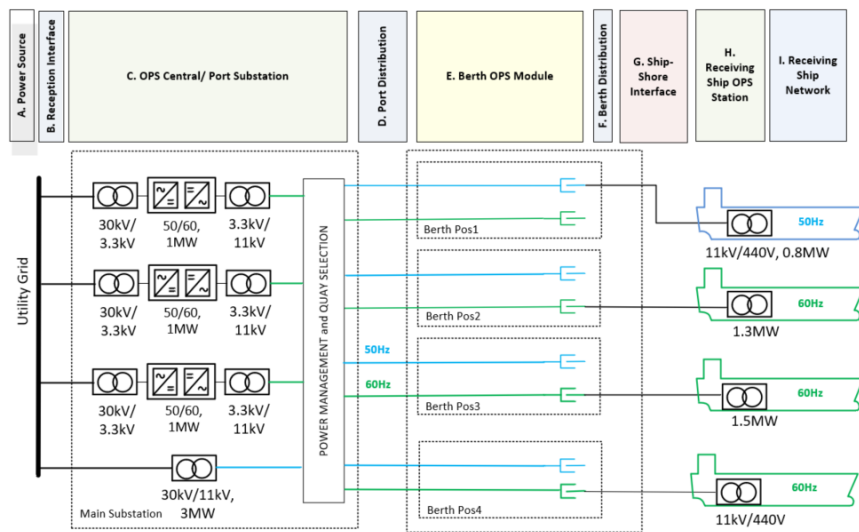 A. Power Source
B. Reception Interface
C. OPS Central/ Port Substation
D. Port Distribution
E. Berth OPS Module
F. Berth Distribution
G. Ship-
Shore
Interface
H.
Receiving
Ship OPS
Station
I. Receiving
Ship
Network
Utility Grid
30kV/
3.3kV
50/60,
1MW
3.3kV/
11kV
30kV/
3.3kV
50/60,
1MW
3.3kV/
11kV
30kV/
3.3kV
50/60,
1MW
3.3kV/
11kV
30kV/11kV,
3MW
Main Substation
POWER MANAGEMENT and QUAY SELECTION
50Hz
60Hz
Berth Pos1
Berth Pos2
Berth Pos3
Berth Pos4
50Hz
11kV/440V, 0.8MW
60Hz
1.3MW
60Hz
1.5MW
60Hz
11kV/440V